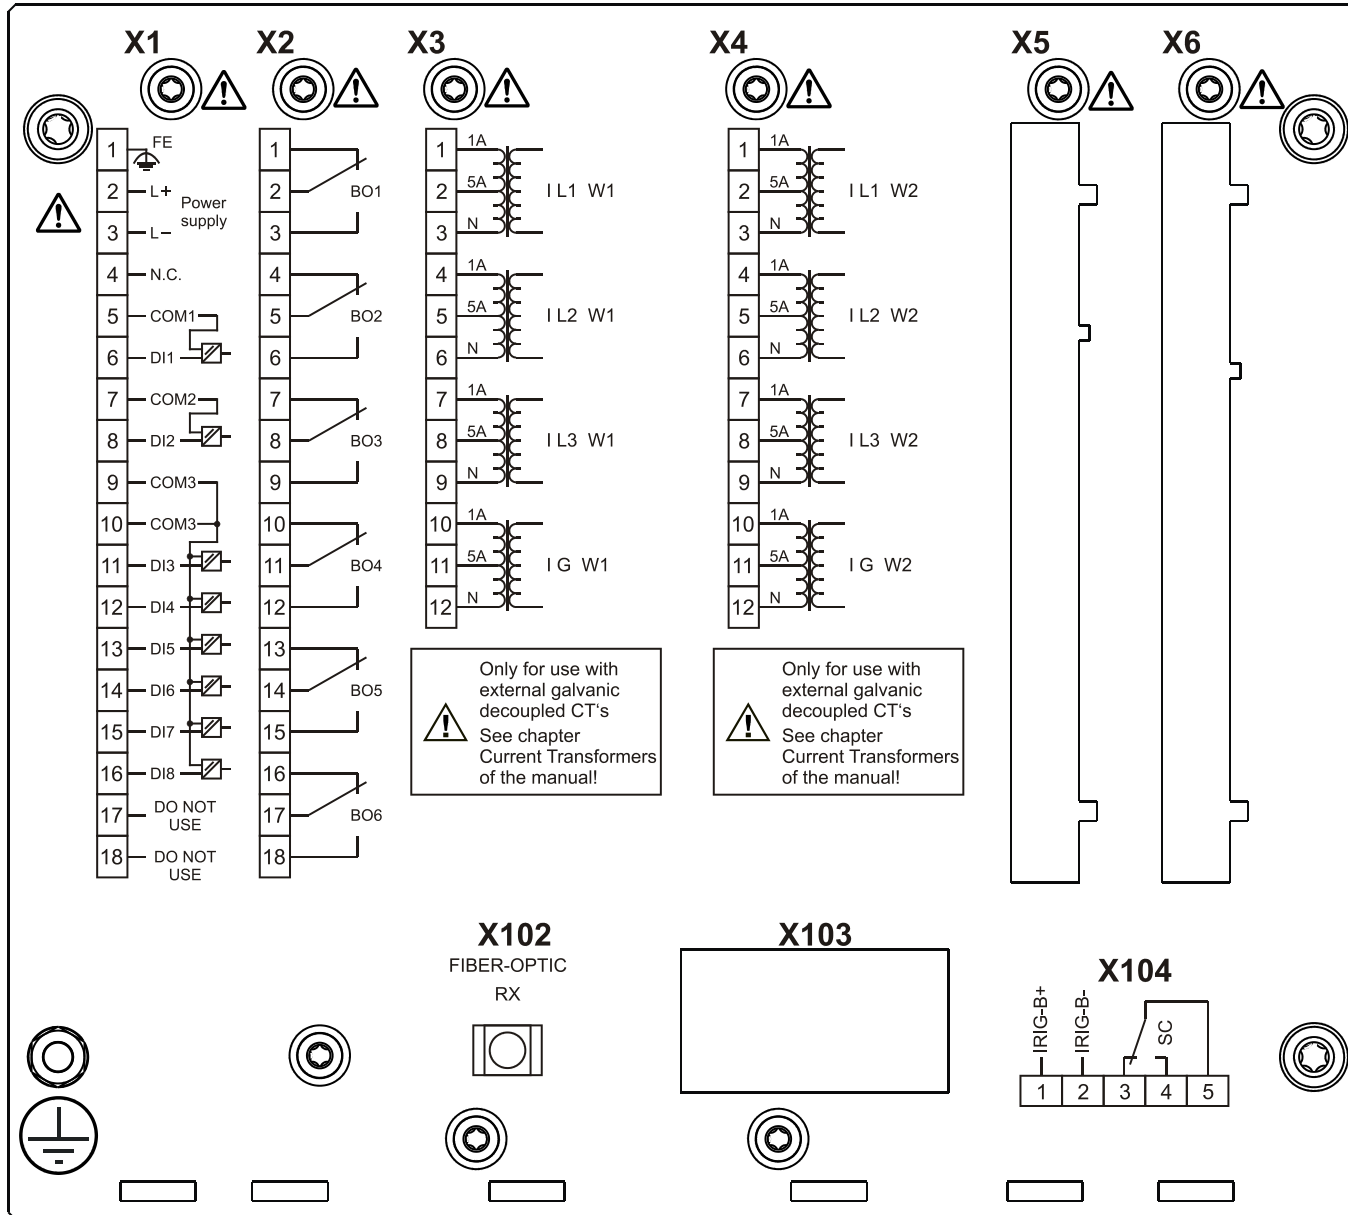 X1
X2
X3
X4
X5
X6
1 FE
2 L+
Power
supply
3 L–
4 N.C.
5 COM1
6 DI1
7 COM2
8 DI2
9 COM3
10 COM3
11 DI3
12 DI4
13 DI5
14 DI6
15 DI7
16 DI8
17 DO NOT
USE
18 DO NOT
USE
1
2 BO1
3
4
5 BO2
6
7
8 BO3
9
10
11 BO4
12
13
14 BO5
15
16
17 BO6
18
1 1A
2 5A I L1 W1
3 N
4 1A
5 5A I L2 W1
6 N
7 1A
8 5A I L3 W1
9 N
10 1A
11 5A I G W1
12 N
Only for use with
external galvanic
decoupled CT‘s
See chapter
Current Transformers
of the manual!
1 1A
2 5A I L1 W2
3 N
4 1A
5 5A I L2 W2
6 N
7 1A
8 5A I L3 W2
9 N
10 1A
11 5A I G W2
12 N
Only for use with
external galvanic
decoupled CT‘s
See chapter
Current Transformers
of the manual!
X102
FIBER-OPTIC
RX
X103
X104
IRIG-B+
IRIG-B-
SC
1 2 3 4 5